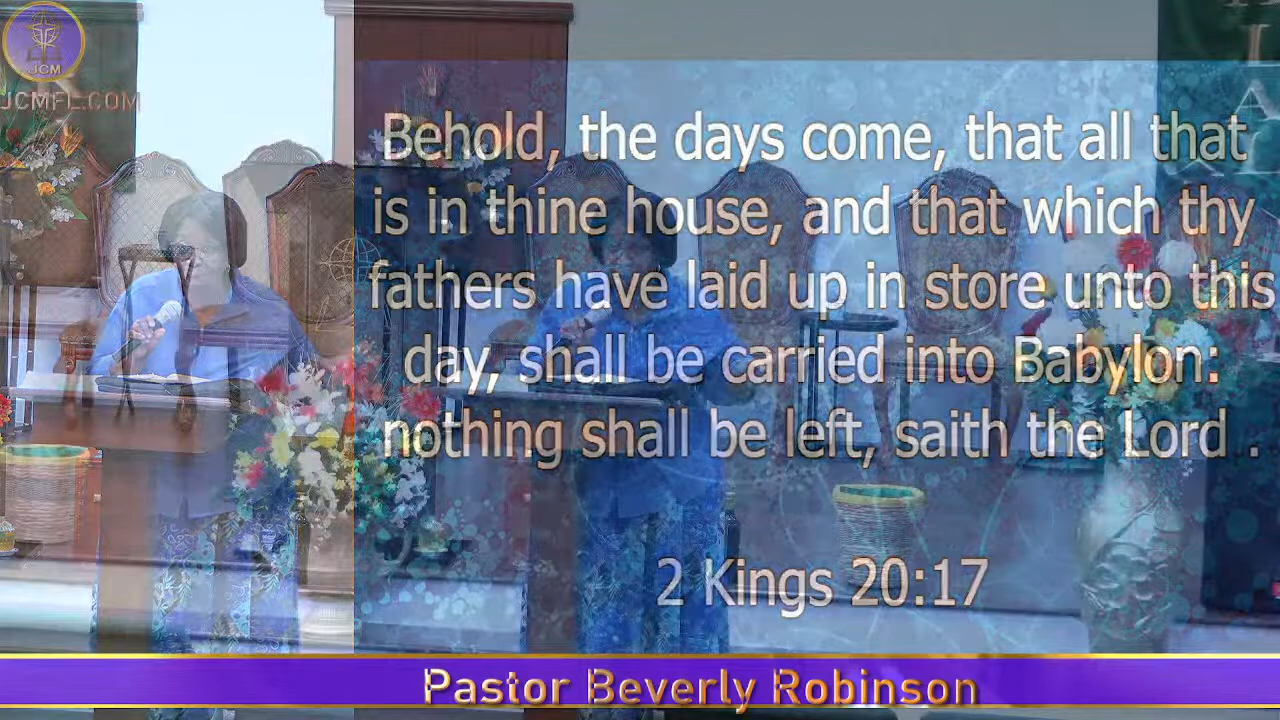 JCM
JCMFL.COM
Behold, the days come, that all that
is in thine house, and that which thy
fathers have laid up in store unto this
day, shall be carried into Babylon:
nothing shall be left, saith the Lord .
2 Kings 20:17
Pastor Beverly Robinson